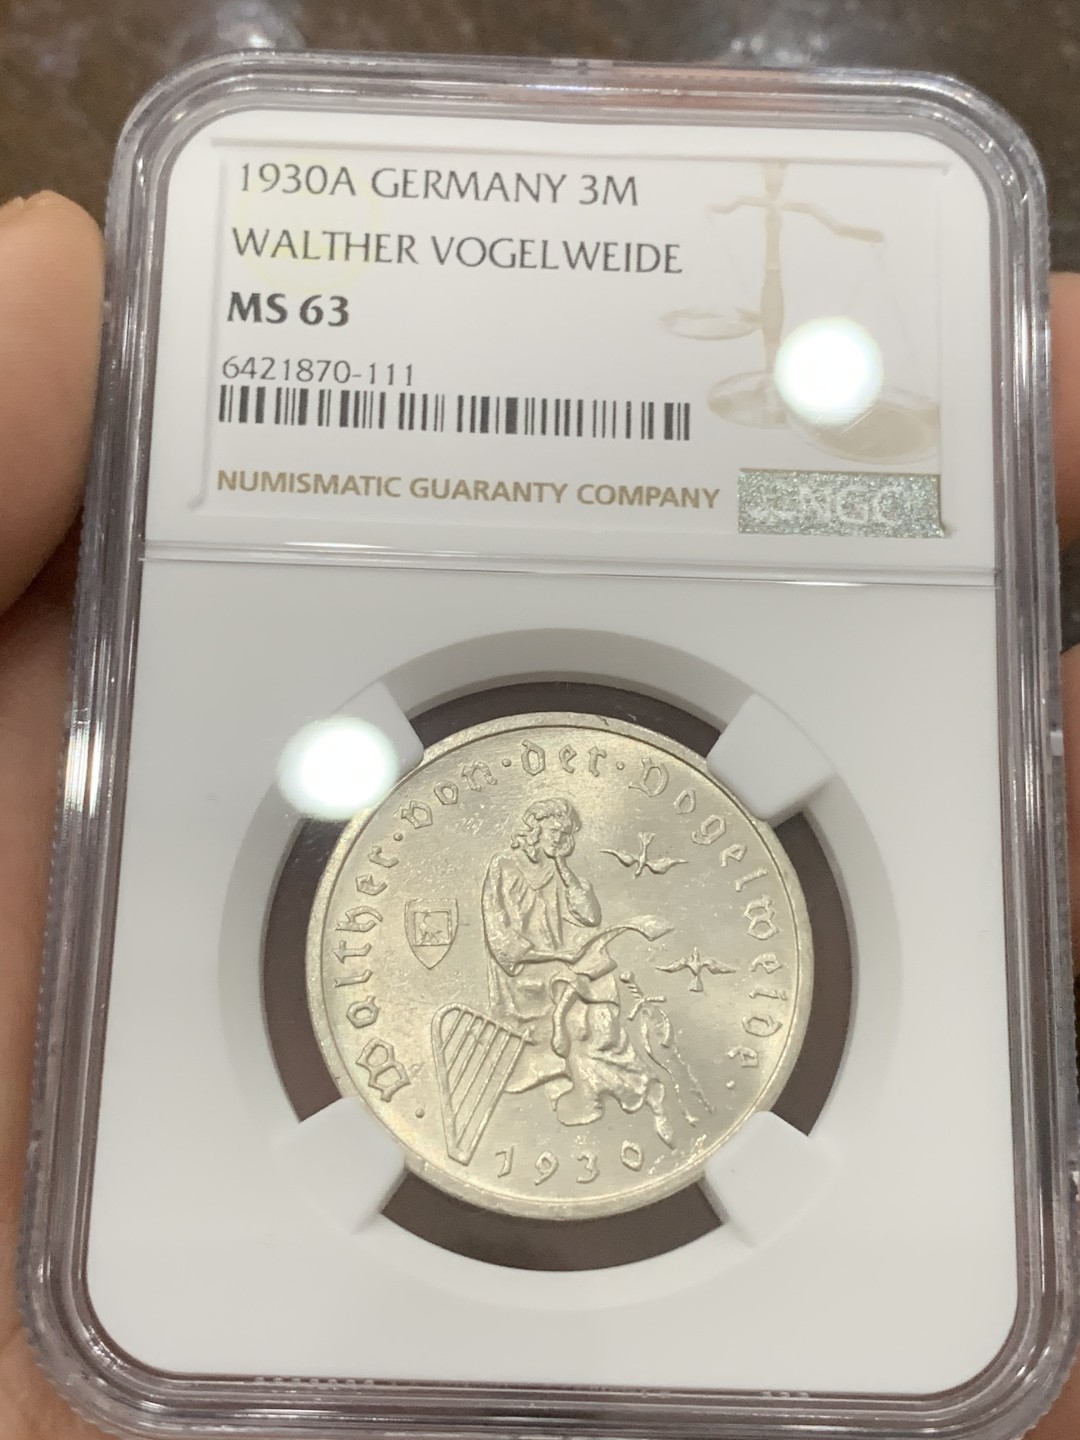 1930A GERMANY 3M
WALTHER VOGELWEIDE
MS 63
6421870-111
NUMISMATIC GUARANTY COMPANY
NGC
·Walther·von·der·Vogelweide·
1930